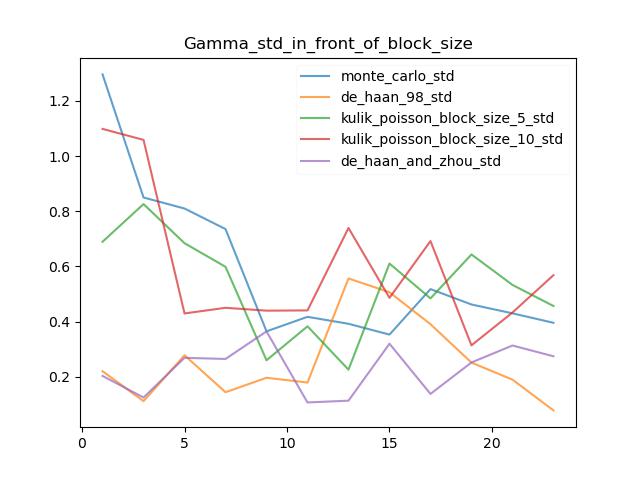 Gamma_std_in_front_of_block_size
monte_carlo_std
de_haan_98_std
kulik_poisson_block_size_5_std
kulik_poisson_block_size_10_std
de_haan_and_zhou_std
1.2
1.0
0.8
0.6
0.4
0.2
0 5 10 15 20